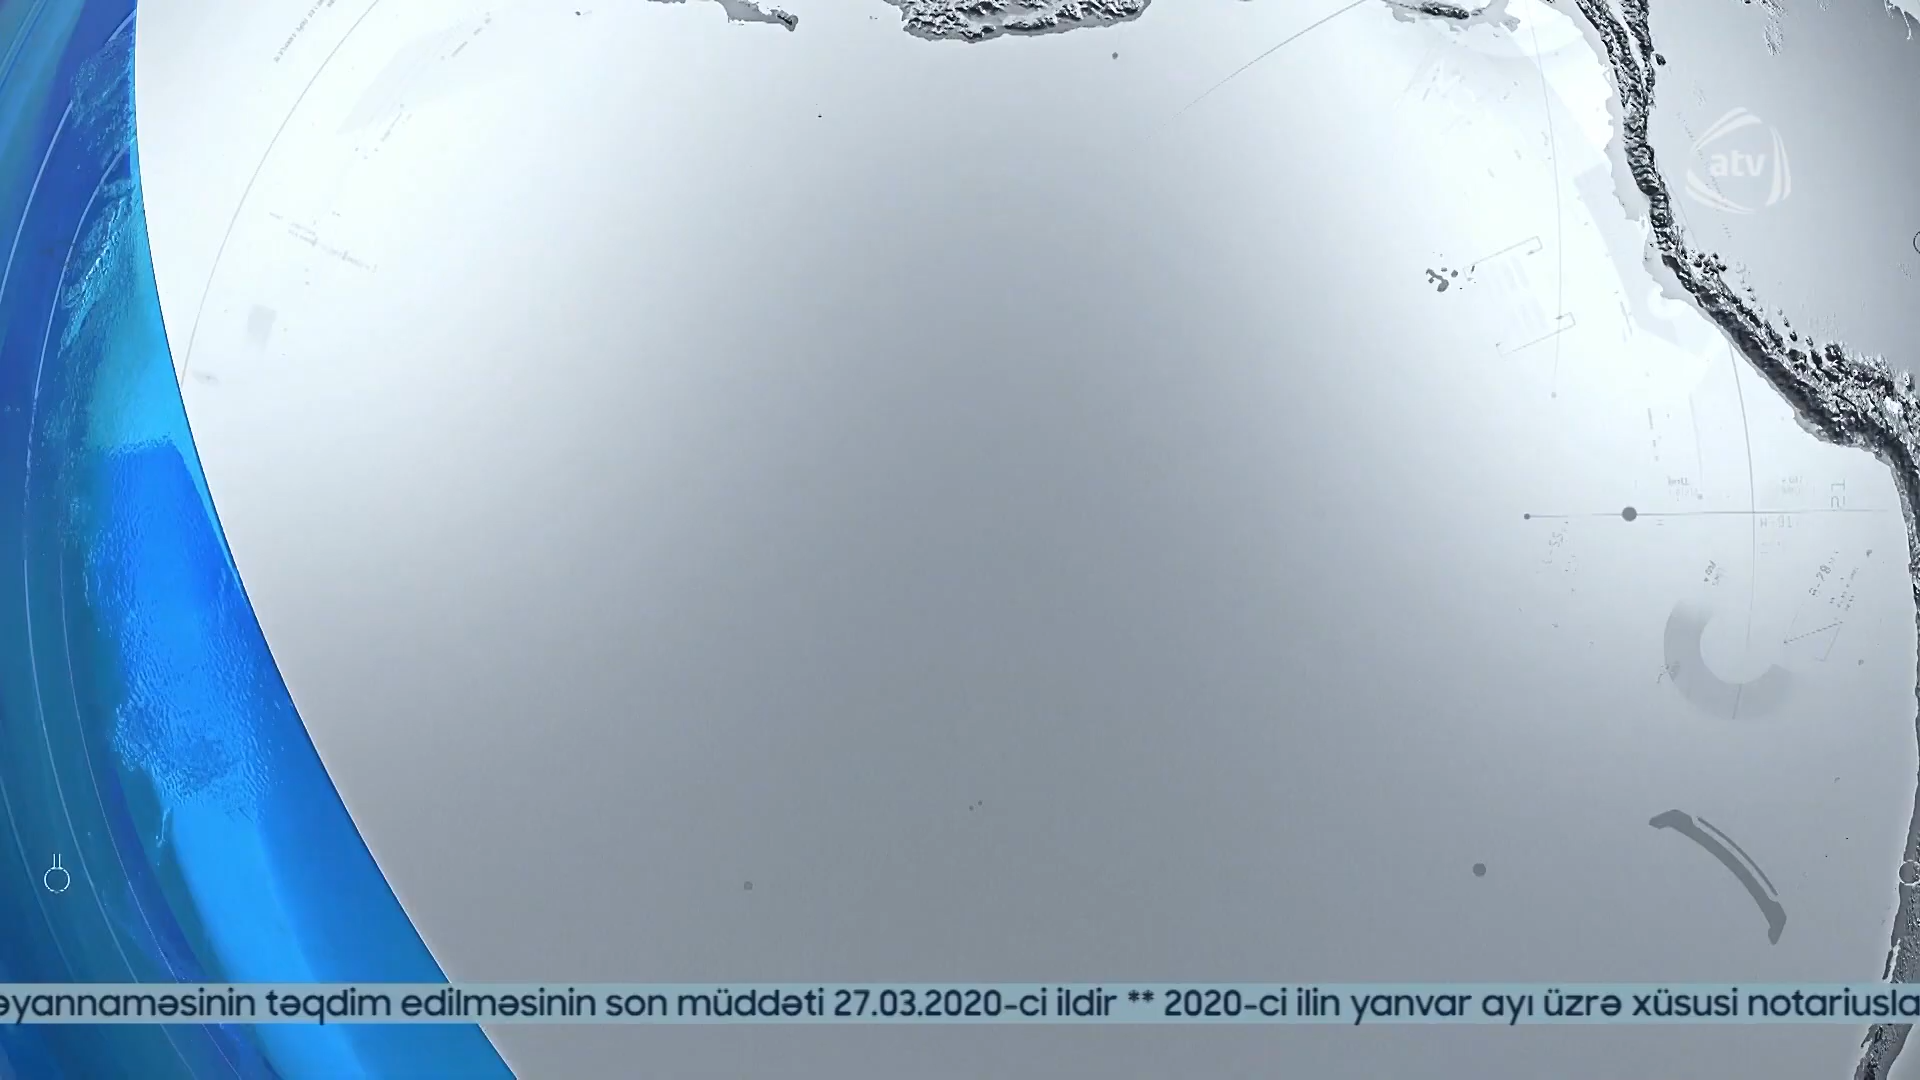 atv
əyannaməsinin təqdim edilməsinin son müddəti 27.03.2020-ci ildir ** 2020-ci ilin yanvar ayı üzrə xüsusi notariusla